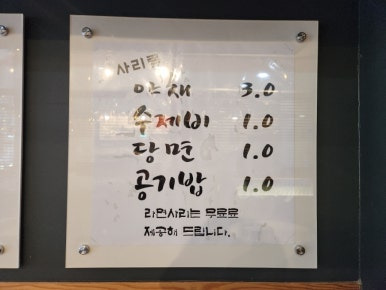 사리류
야채 3.0
수제비 1.0
당면 1.0
공기밥 1.0
라면사리는 무료로
제공해 드립니다.